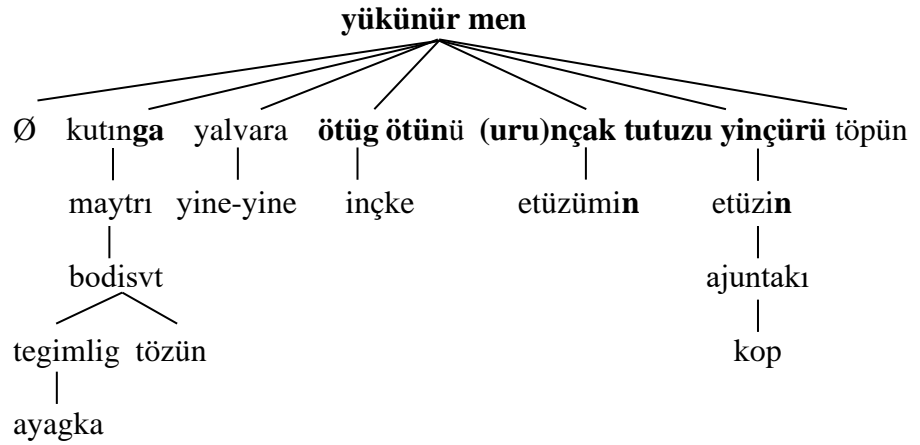 yükünür men
Ø kutınga yalvara ötüg ötünü (uru)nçak tutuzu yinçürü töpün
maytrı yine-yine inçke etüzümin etüzin
bodisvt ajuntakı
tegimlig tözün kop
ayagka